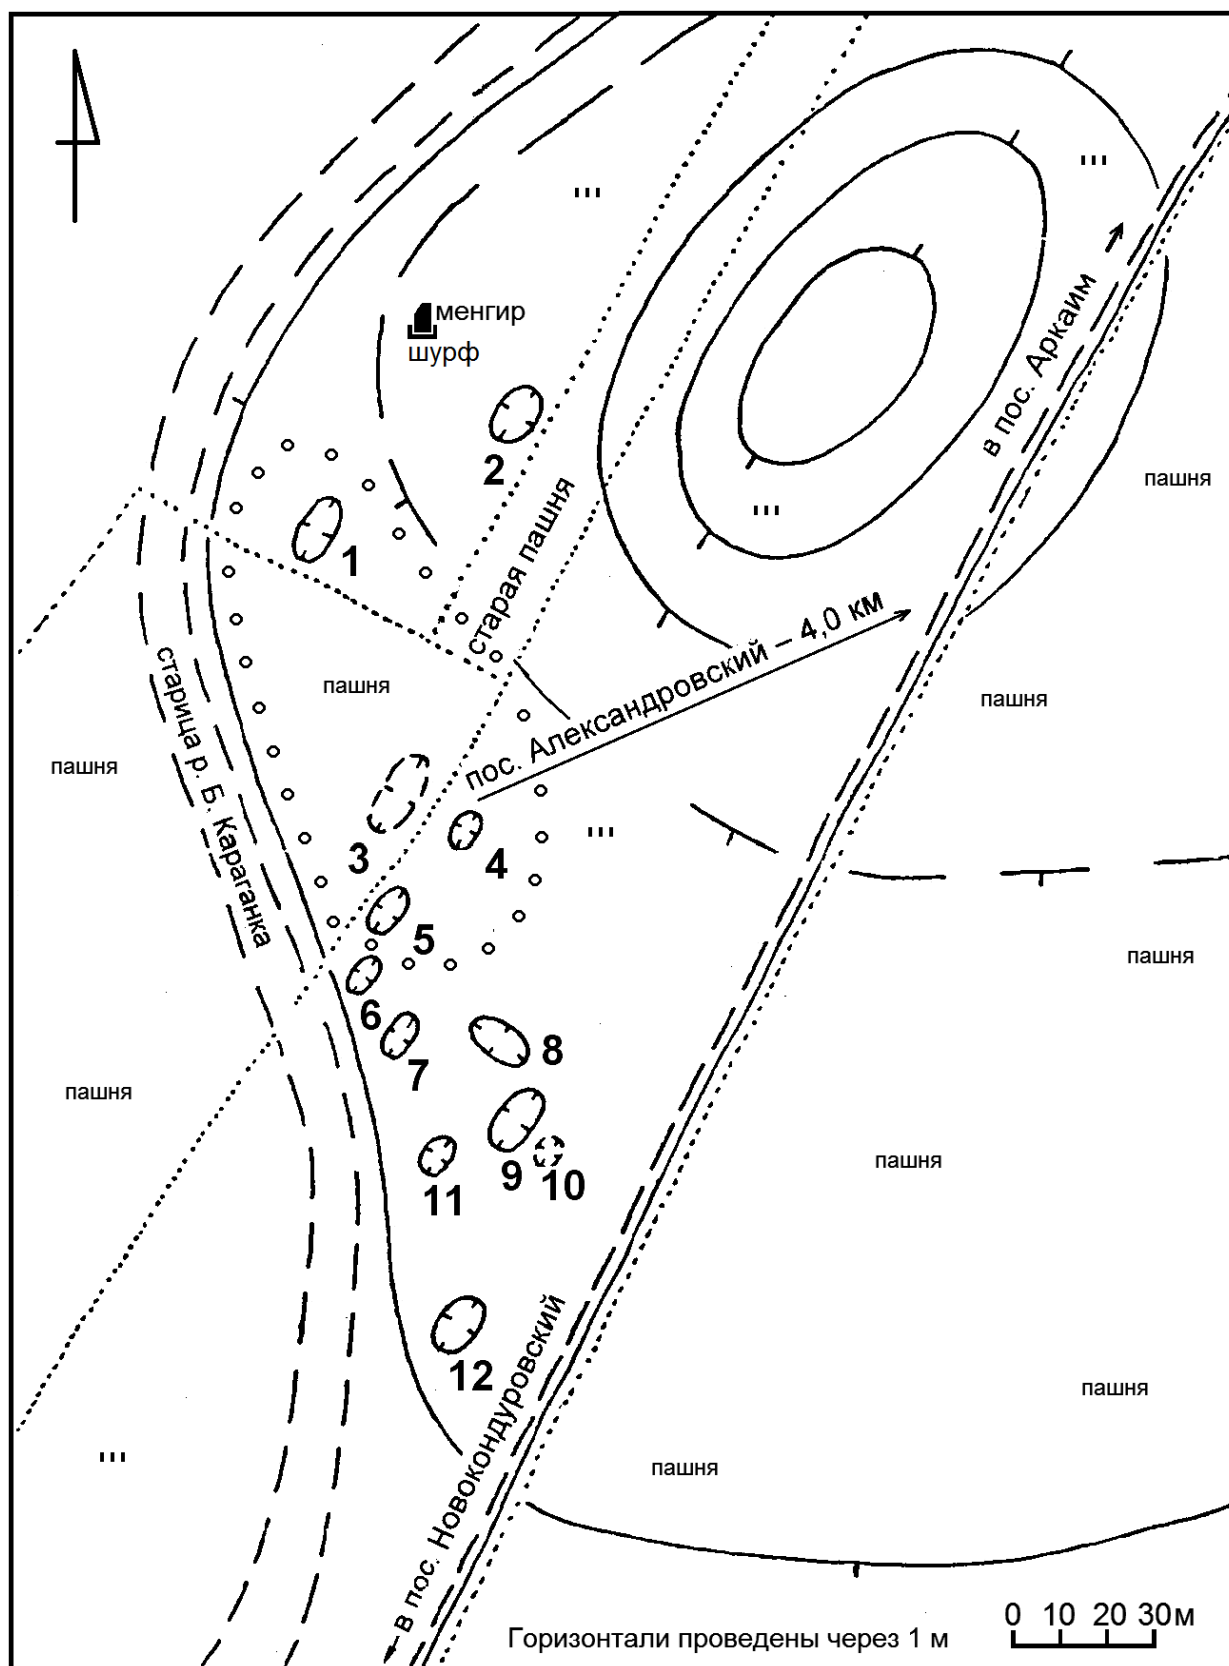 менгир
шурф
в пос. Аркаим
2
1
старая пашня
пашня
пашня
пос. Александровский – 4,0 км
пашня
пашня
старица р. Б. Караганка
3
4
5
пашня
6
7
8
пашня
9
10
11
пашня
12
пашня
пашня
в пос. Новокондуровский
Горизонтали проведены через 1 м
0 10 20 30м